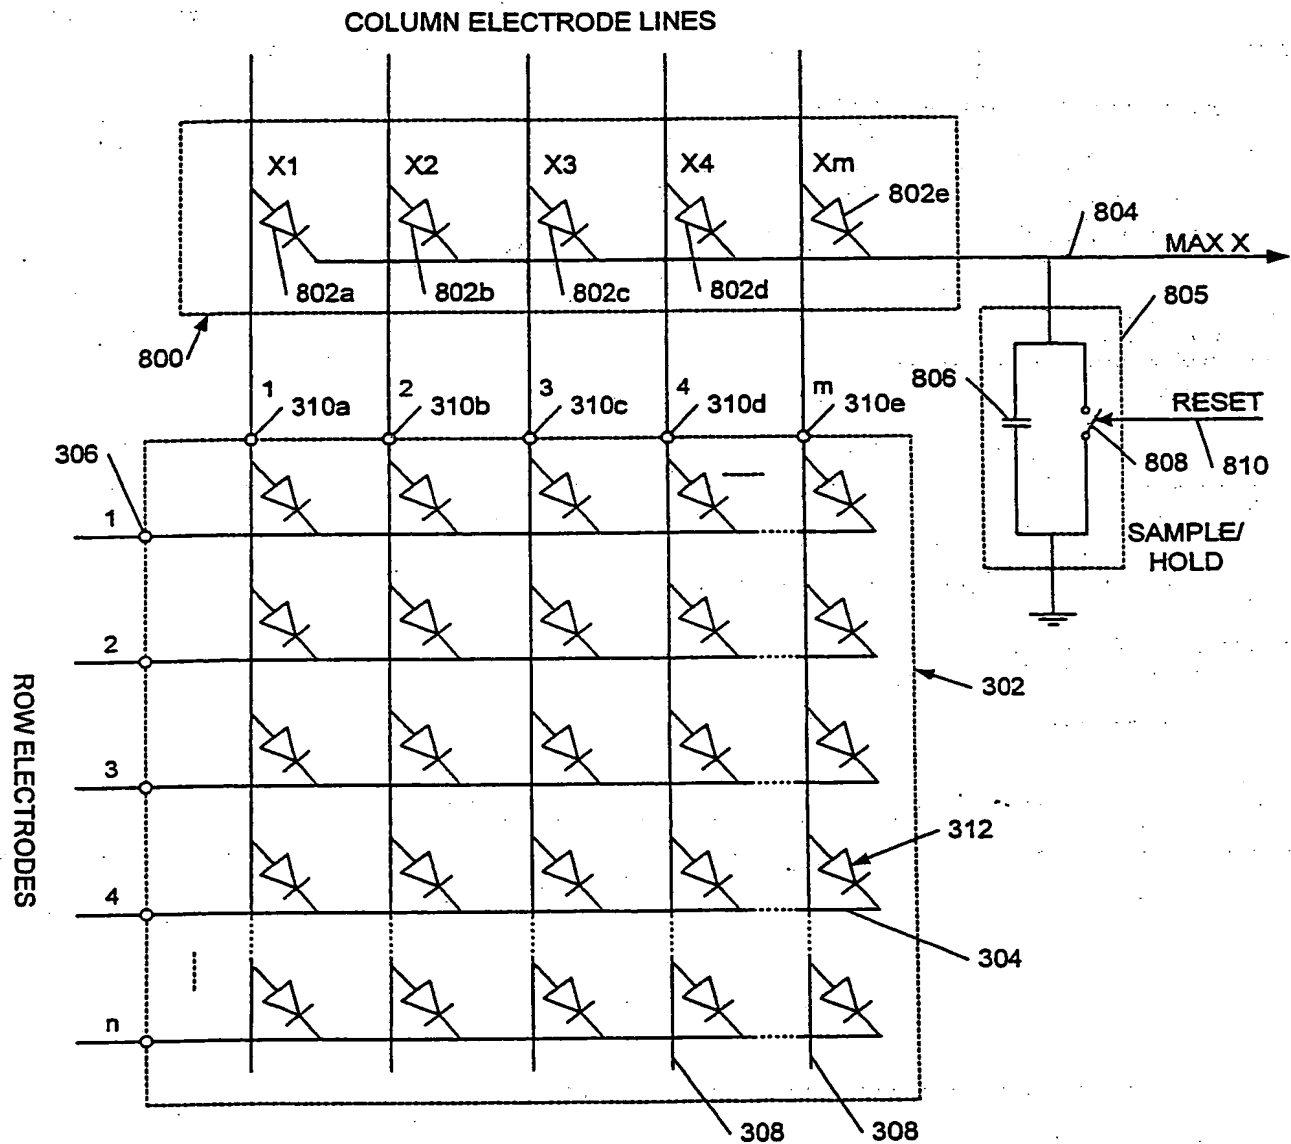 COLUMN ELECTRODE LINES
X1 X2 X3 X4 Xm
802e
804
MAX X
802a 802b 802c 802d
805
800
806
1 2 3 4 m
310a 310b 310c 310d 310e
RESET
306
808 810
1
SAMPLE/
HOLD
2
302
ROW ELECTRODES
3
312
4
304
n
308 308